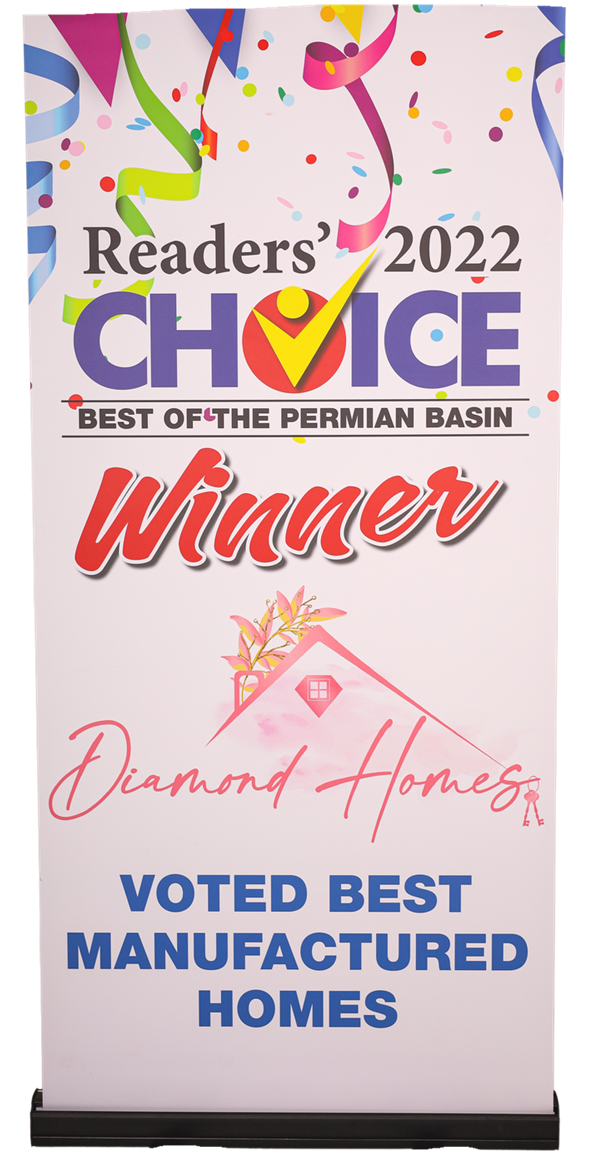 Readers' 2022
CHOICE
BEST OF THE PERMIAN BASIN
Winner
Diamond Homes
VOTED BEST
MANUFACTURED
HOMES